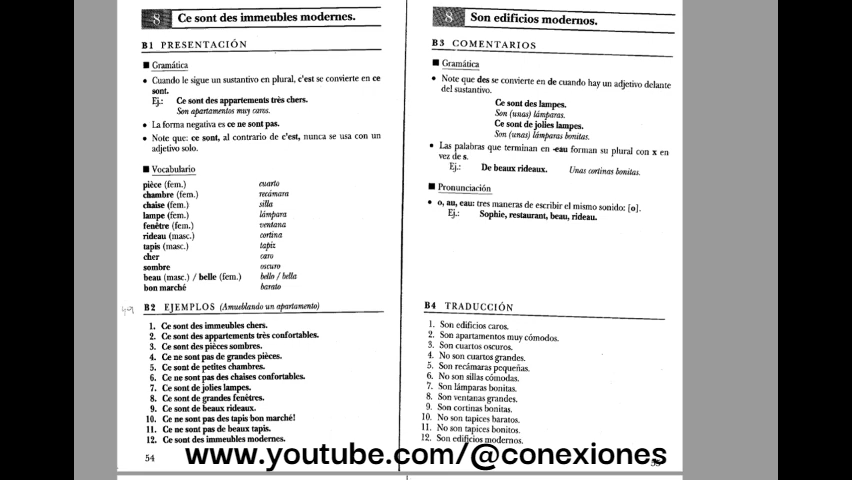 8 Ce sont des immeubles modernes.
B1 PRESENTACIÓN
■ Gramática
• Cuando le sigue un sustantivo en plural, c'est se convierte en ce
sont.
Ej.: Ce sont des appartements très chers.
Son apartamentos muy caros.
• La forma negativa es ce ne sont pas.
• Note que: ce sont, al contrario de c'est, nunca se usa con un
adjetivo solo.
■ Vocabulario
pièce (fem.) cuarto
chambre (fem.) recámara
chaise (fem.) silla
lampe (fem.) lámpara
fenêtre (fem.) ventana
rideau (masc.) cortina
tapis (masc.) tapiz
cher caro
sombre oscuro
beau (masc.) / belle (fem.) bello / bella
bon marché barato
B2 EJEMPLOS (Amueblando un apartamento)
1. Ce sont des immeubles chers.
2. Ce sont des appartements très confortables.
3. Ce sont des pièces sombres.
4. Ce ne sont pas de grandes pièces.
5. Ce sont de petites chambres.
6. Ce ne sont pas des chaises confortables.
7. Ce sont de jolies lampes.
8. Ce sont de grandes fenêtres.
9. Ce sont de beaux rideaux.
10. Ce ne sont pas des tapis bon marché!
11. Ce ne sont pas de beaux tapis.
12. Ce sont des immeubles modernes.
54
8 Son edificios modernos.
B3 COMENTARIOS
■ Gramática
• Note que des se convierte en de cuando hay un adjetivo delante
del sustantivo.
Ce sont des lampes.
Son (unas) lámparas.
Ce sont de jolies lampes.
Son (unas) lámparas bonitas.
• Las palabras que terminan en -eau forman su plural con x en
vez de s.
Ej.: De beaux rideaux. Unas cortinas bonitas.
■ Pronunciación
• o, au, eau: tres maneras de escribir el mismo sonido: [o].
Ej.: Sophie, restaurant, beau, rideau.
B4 TRADUCCIÓN
1. Son edificios caros.
2. Son apartamentos muy cómodos.
3. Son cuartos oscuros.
4. No son cuartos grandes.
5. Son recámaras pequeñas.
6. No son sillas cómodas.
7. Son lámparas bonitas.
8. Son ventanas grandes.
9. Son cortinas bonitas.
10. No son tapices baratos.
11. No son tapices bonitos.
12. Son edificios modernos.
www.youtube.com/@conexiones